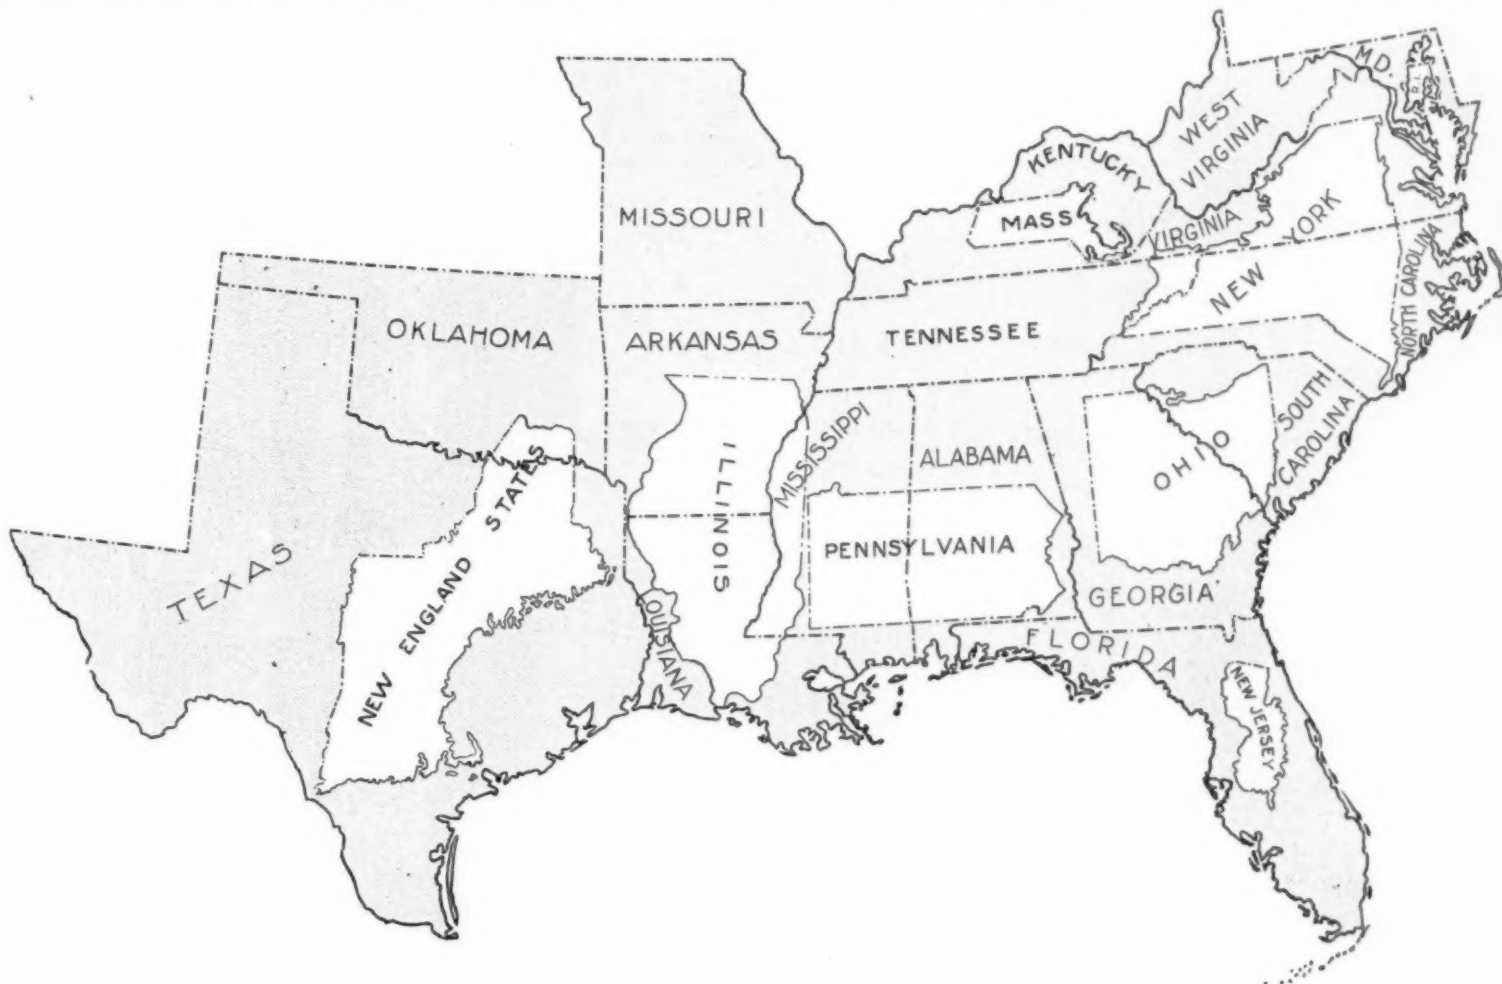 MD.
R.I.
WEST
VIRGINIA
KENTUCKY
MASS
VIRGINIA
NEW YORK
NORTH CAROLINA
MISSOURI
OKLAHOMA
ARKANSAS
TENNESSEE
MISSISSIPPI
ALABAMA
SOUTH
CAROLINA
OHIO
ILLINOIS
PENNSYLVANIA
GEORGIA
TEXAS
NEW ENGLAND STATES
LOUISIANA
FLORIDA
NEW JERSEY